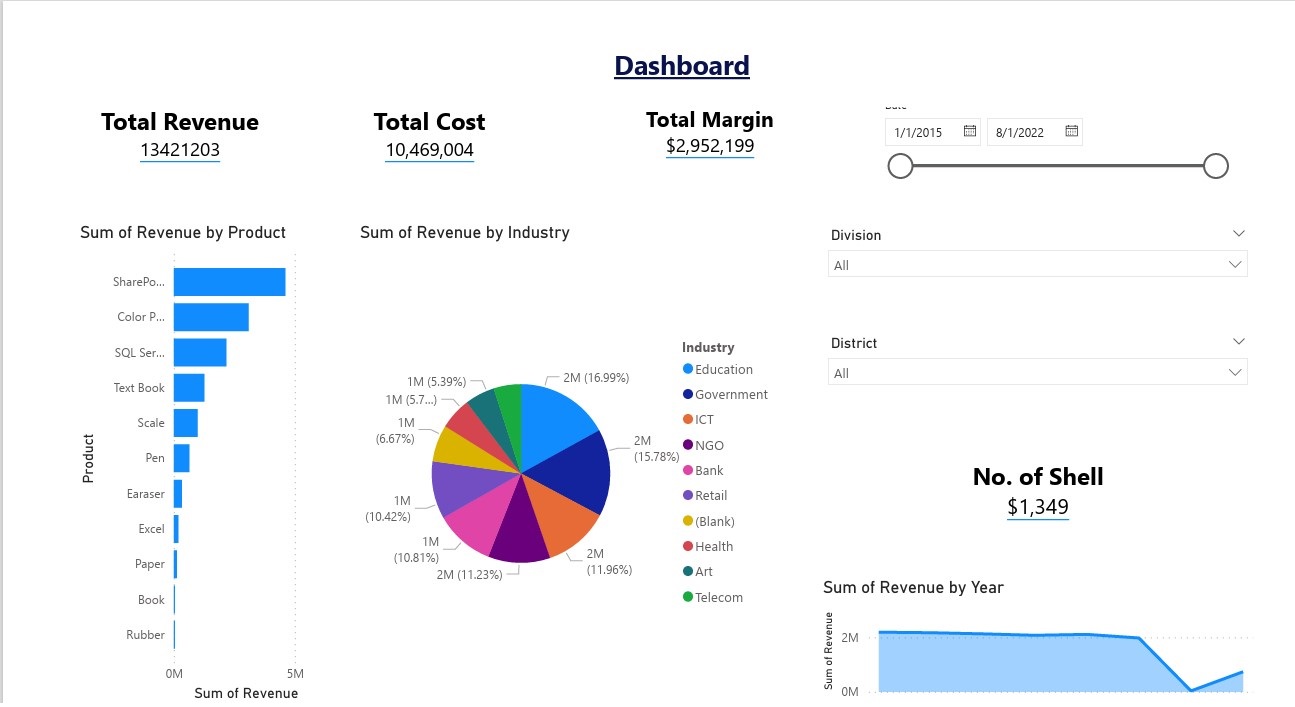 Dashboard
Total Revenue
13421203
Total Cost
10,469,004
Total Margin
$2,952,199
1/1/2015
8/1/2022
Sum of Revenue by Product
SharePo...
Color P...
SQL Ser...
Text Book
Scale
Pen
Earaser
Excel
Paper
Book
Rubber
Product
0M
5M
Sum of Revenue
Sum of Revenue by Industry
2M (16.99%)
2M
(15.78%)
2M
(11.96%)
2M (11.23%)
1M
(10.81%)
1M
(10.42%)
1M
(6.67%)
1M (5.7...)
1M (5.39%)
Industry
Education
Government
ICT
NGO
Bank
Retail
(Blank)
Health
Art
Telecom
Division
All
District
All
No. of Shell
$1,349
Sum of Revenue by Year
Sum of Revenue
2M
0M